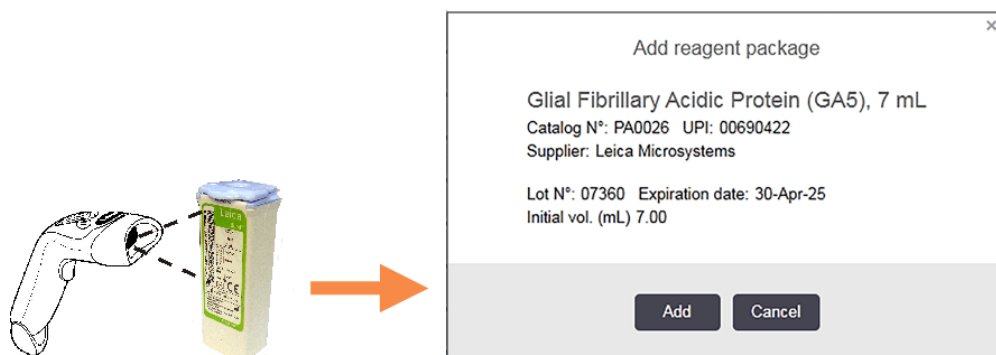 Leica
Add reagent package
Glial Fibrillary Acidic Protein (GA5), 7 mL
Catalog N°: PA0026 UPI: 00690422
Supplier: Leica Microsystems
Lot N°: 07360 Expiration date: 30-Apr-25
Initial vol. (mL) 7.00
Add Cancel